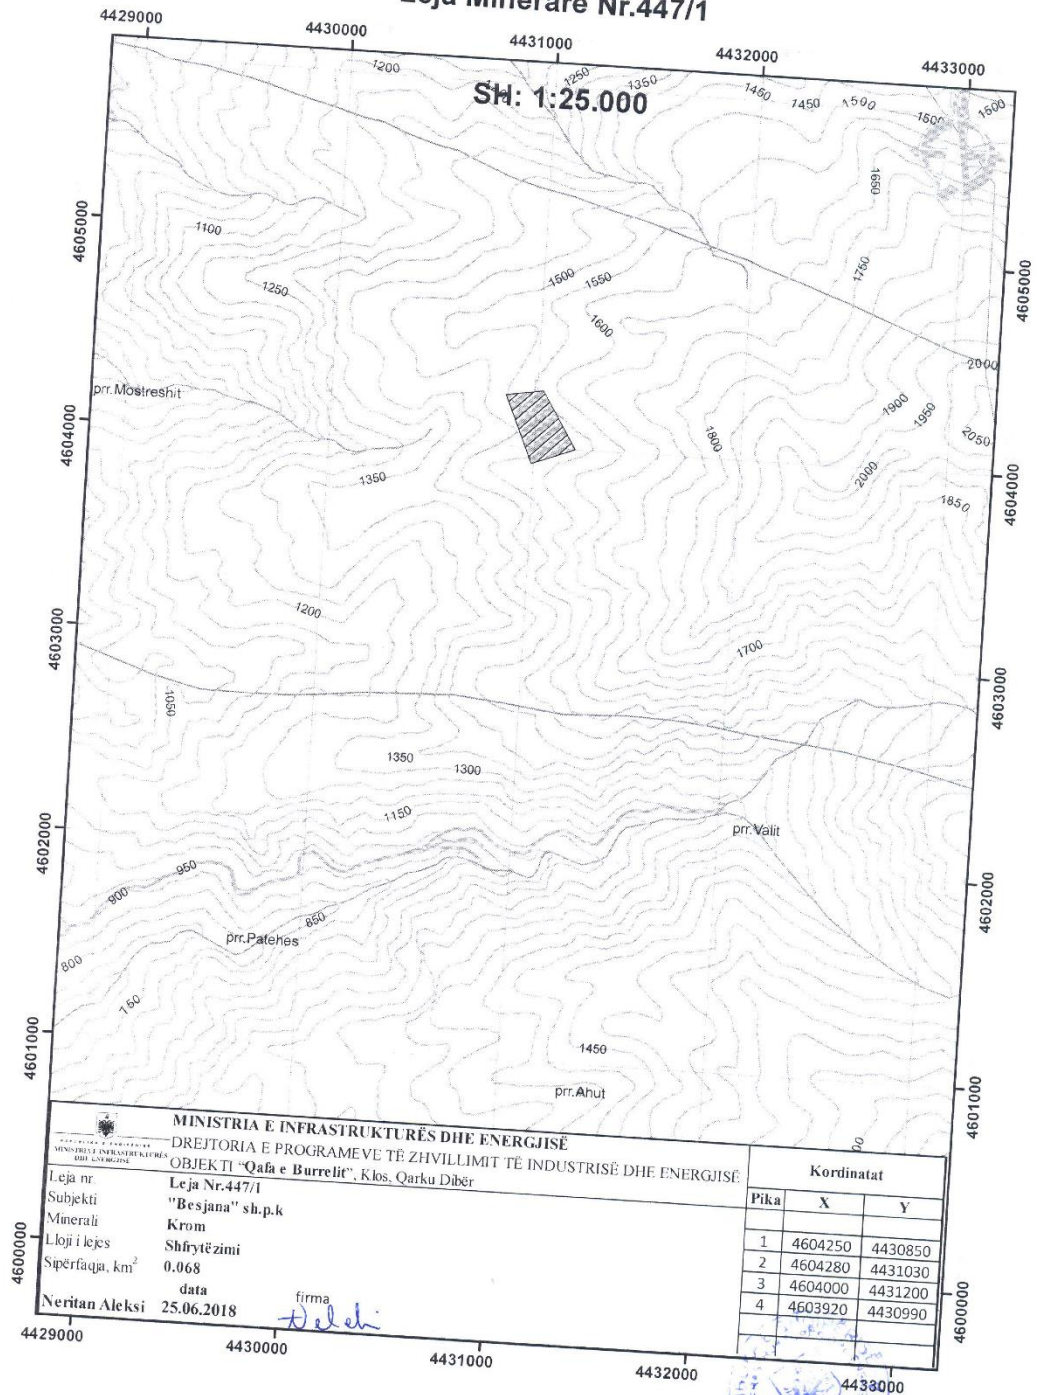 Leja Minerare Nr.447/1
4429000
4430000
4431000
4432000
4433000
SH: 1:25.000
1200
1250
1350
1450
1450
1500
1500
1500
1650
4605000
1100
1250
1500
1550
1600
1750
4605000
2000
prr.Mostreshit
1900
1950
2050
4604000
1800
2000
1350
1850
4604000
1200
4603000
1700
1050
4603000
1350
1300
1150
prr.Valit
4602000
950
900
850
prr.Patehes
4602000
800
750
1450
prr.Ahut
4601000
4601000
MINISTRIA E INFRASTRUKTURËS DHE ENERGJISË
MINISTRIA E INFRASTRUKTURËS
DHE ENERGJISË
DREJTORIA E PROGRAMEVE TË ZHVILLIMIT TË INDUSTRISË DHE ENERGJISË
OBJEKTI "Qafa e Burrelit", Klos, Qarku Dibër
Leja nr. Leja Nr.447/1
Subjekti "Besjana" sh.p.k
Minerali Krom
Lloji i lejes Shfrytëzimi
Sipërfaqja, km² 0.068
data firma
Neritan Aleksi 25.06.2018
Kordinatat
Pika X Y
1 4604250 4430850
2 4604280 4431030
3 4604000 4431200
4 4603920 4430990
4600000
4600000
4429000
4430000
4431000
4432000
4433000